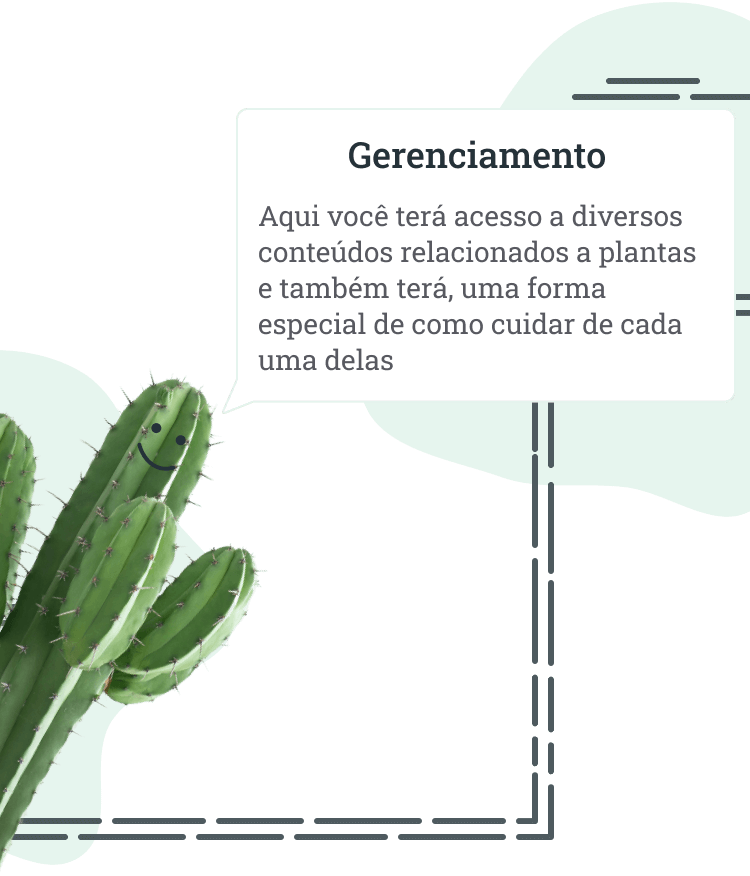 Gerenciamento
Aqui você terá acesso a diversos
conteúdos relacionados a plantas
e também terá, uma forma
especial de como cuidar de cada
uma delas